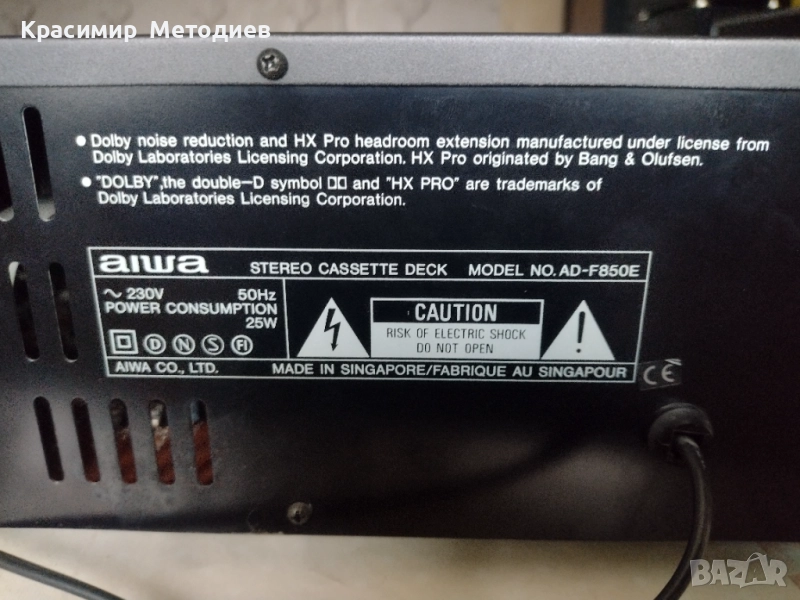 Красимир Методиев
• Dolby noise reduction and HX Pro headroom extension manufactured under license from
Dolby Laboratories Licensing Corporation. HX Pro originated by Bang & Olufsen.
• "DOLBY", the double-D symbol and "HX PRO" are trademarks of
Dolby Laboratories Licensing Corporation.
aiwa STEREO CASSETTE DECK MODEL NO. AD-F850E
~ 230V 50Hz
POWER CONSUMPTION
25W
D N S FI
CAUTION
RISK OF ELECTRIC SHOCK
DO NOT OPEN
AIWA CO., LTD. MADE IN SINGAPORE/FABRIQUE AU SINGAPOUR
CE
BAZAR